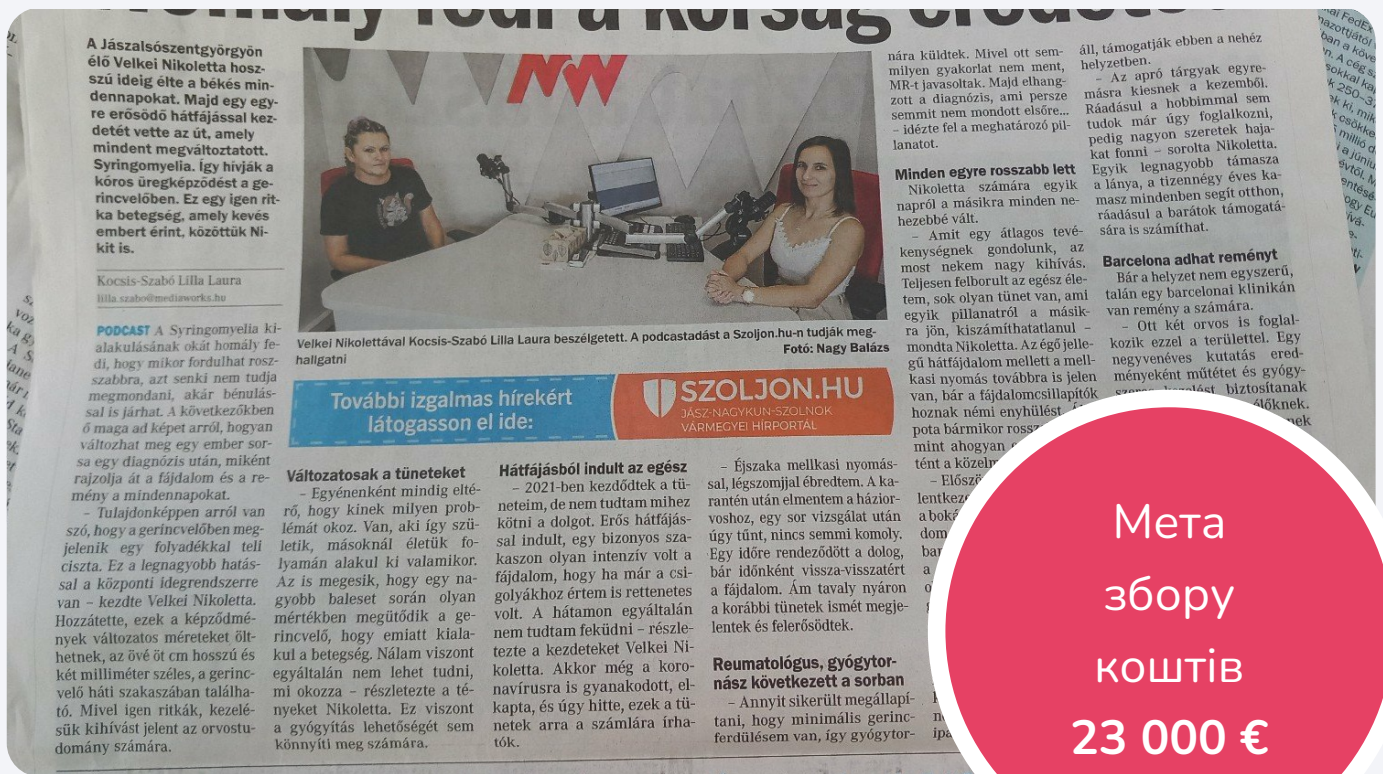 Homály födi a kórság eredetét
A Jászalsószentgyörgyön
élő Velkei Nikoletta hosz-
szú ideig élte a békés min-
dennapokat. Majd egy egy-
re erősödő hátfájással kez-
detét vette az út, amely
mindent megváltoztatott.
Syringomyelia. Így hívják a
kóros üregképződést a ge-
rincvelőben. Ez egy igen rit-
ka betegség, amely kevés
embert érint, közöttük Ni-
kit is.
Kocsis-Szabó Lilla Laura
lilla.szabo@mediaworks.hu
PODCAST A Syringomyelia ki-
alakulásának okát homály fe-
di, hogy mikor fordulhat rosz-
szabbra, azt senki nem tudja
megmondani, akár bénulás-
sal is járhat. A következőkben
ő maga ad képet arról, hogyan
változhat meg egy ember sor-
sa egy diagnózis után, miként
rajzolja át a fájdalom és a re-
mény a mindennapokat.
– Tulajdonképpen arról van
szó, hogy a gerincvelőben meg-
jelenik egy folyadékkal teli
ciszta. Ez a legnagyobb hatás-
sal a központi idegrendszerre
van – kezdte Velkei Nikoletta.
Hozzátette, ezek a képződmé-
nyek változatos méreteket ölt-
hetnek, az övé öt cm hosszú és
két milliméter széles, a gerinc-
velő háti szakaszában találha-
tó. Mivel igen ritkák, kezelé-
sük kihívást jelent az orvostu-
domány számára.
Velkei Nikolettával Kocsis-Szabó Lilla Laura beszélgetett. A podcastadást a Szoljon.hu-n tudják meg-
hallgatni
Fotó: Nagy Balázs
További izgalmas hírekért
látogasson el ide:
SZOLJON.HU
JÁSZ-NAGYKUN-SZOLNOK
VÁRMEGYEI HÍRPORTÁL
Változatosak a tüneteket
– Egyénenként mindig elté-
rő, hogy kinek milyen prob-
lémát okoz. Van, aki így szü-
letik, másoknál életük fo-
lyamán alakul ki valamikor.
Az is megesik, hogy egy na-
gyobb baleset során olyan
mértékben megütődik a ge-
rincvelő, hogy emiatt kiala-
kul a betegség. Nálam viszont
egyáltalán nem lehet tudni,
mi okozza – részletezte a té-
nyeket Nikoletta. Ez viszont
a gyógyítás lehetőségét sem
könnyíti meg számára.
Hátfájásból indult az egész
– 2021-ben kezdődtek a tü-
neteim, de nem tudtam mihez
kötni a dolgot. Erős hátfájás-
sal indult, egy bizonyos sza-
kaszon olyan intenzív volt a
fájdalom, hogy ha már a csi-
golyákhoz értem is rettenetes
volt. A hátamon egyáltalán
nem tudtam feküdni – részle-
tezte a kezdeteket Velkei Ni-
koletta. Akkor még a koro-
navírusra is gyanakodott, el-
kapta, és úgy hitte, ezek a tü-
netek arra a számlára írha-
tók.
– Éjszaka mellkasi nyomás-
sal, légszomjjal ébredtem. A ka-
rantén után elmentem a házior-
voshoz, egy sor vizsgálat után
úgy tűnt, nincs semmi komoly.
Egy időre rendeződött a dolog,
bár időnként vissza-visszatért
a fájdalom. Ám tavaly nyáron
a korábbi tünetek ismét megje-
lentek és felerősödtek.
Reumatológus, gyógytor-
nász következett a sorban
– Annyit sikerült megállapí-
tani, hogy minimális gerinc-
ferdülésem van, így gyógytor-
nára küldtek. Mivel ott sem-
milyen gyakorlat nem ment,
MR-t javasoltak. Majd elhang-
zott a diagnózis, ami persze
semmit nem mondott elsőre...
– idézte fel a meghatározó pil-
lanatot.
Minden egyre rosszabb lett
Nikoletta számára egyik
napról a másikra minden ne-
hezebbé vált.
– Amit egy átlagos tevé-
kenységnek gondolunk, az
most nekem nagy kihívás.
Teljesen felborult az egész éle-
tem, sok olyan tünet van, ami
egyik pillanatról a másik-
ra jön, kiszámíthatatlanul –
mondta Nikoletta. Az égő jelle-
gű hátfájdalom mellett a mell-
kasi nyomás továbbra is jelen
van, bár a fájdalomcsillapítók
hoznak némi enyhülést
pota bármikor
mint ahogyan
tént a
– Először
a
áll, támogatják ebben a nehéz
helyzetben.
– Az apró tárgyak egyre-
másra kiesnek a kezemből.
Ráadásul a hobbimmal sem
tudok már úgy foglalkozni,
pedig nagyon szeretek haja-
kat fonni – sorolta Nikoletta.
Egyik legnagyobb támasza
a lánya, a tizennégy éves ka-
masz mindenben segít otthon,
ráadásul a barátok támogatá-
sára is számíthat.
Barcelona adhat reményt
Bár a helyzet nem egyszerű,
talán egy barcelonai klinikán
van remény a számára.
– Ott két orvos is foglal-
kozik ezzel a területtel. Egy
negyvenéves kutatás ered-
ményeként műtétet és gyógy-
szeres kezelést biztosítanak
Мета
збору
коштів
23 000 €